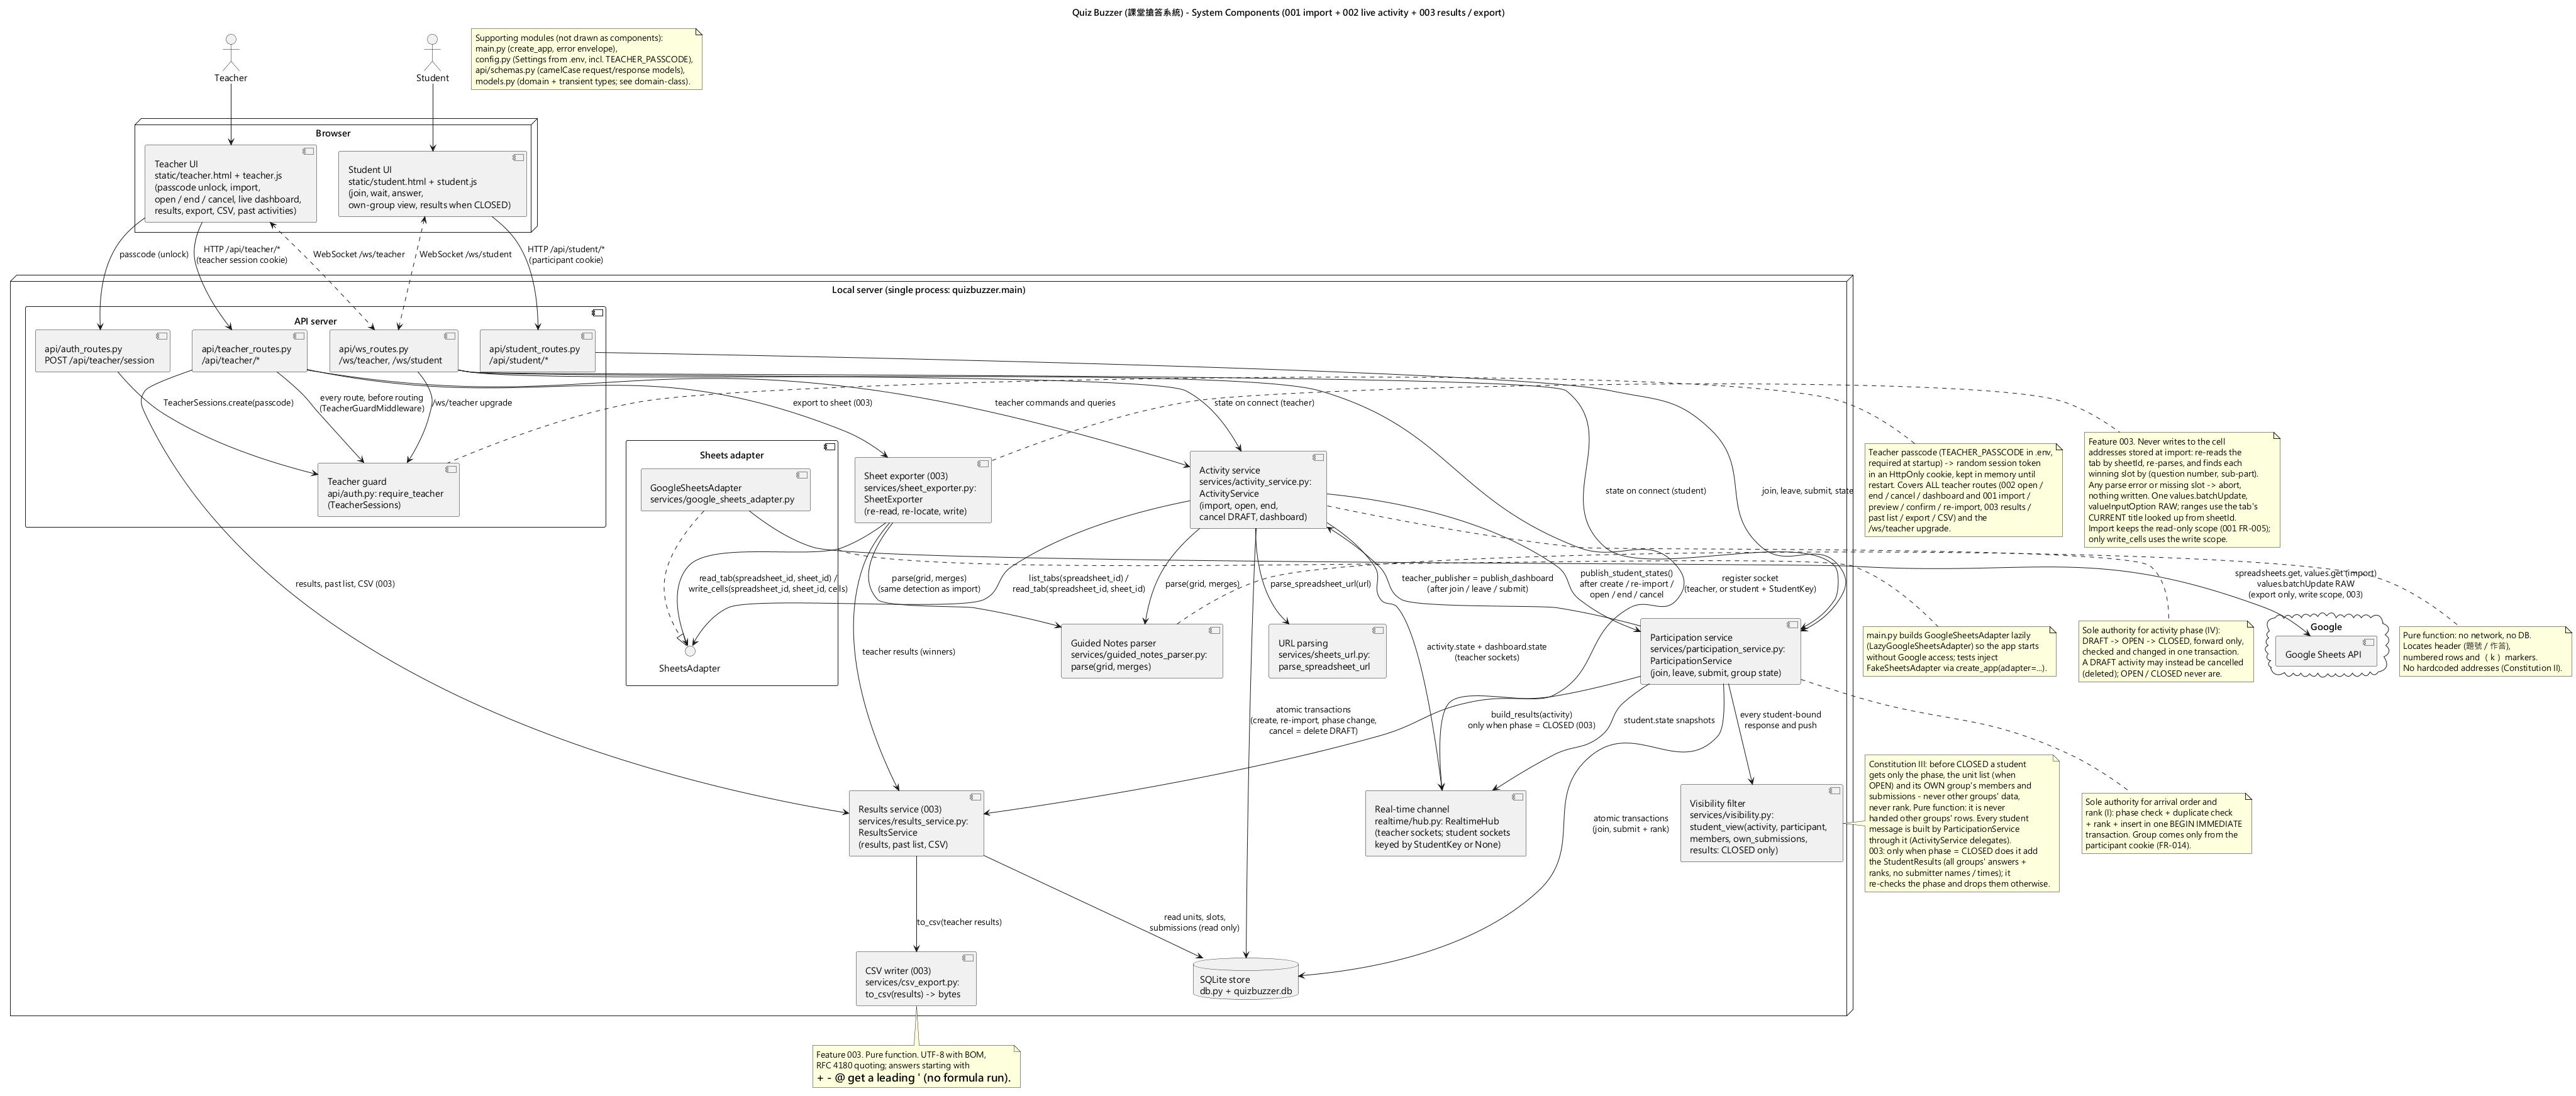 Quiz Buzzer (課堂搶答系統) - System Components (001 import + 002 live activity + 003 results / export)
Teacher
Student
Supporting modules (not drawn as components):
main.py (create_app, error envelope),
config.py (Settings from .env, incl. TEACHER_PASSCODE),
api/schemas.py (camelCase request/response models),
models.py (domain + transient types; see domain-class).
Browser
Teacher UI
static/teacher.html + teacher.js
(passcode unlock, import,
open / end / cancel, live dashboard,
results, export, CSV, past activities)
Student UI
static/student.html + student.js
(join, wait, answer,
own-group view, results when CLOSED)
passcode (unlock)
HTTP /api/teacher/*
(teacher session cookie)
WebSocket /ws/teacher
WebSocket /ws/student
HTTP /api/student/*
(participant cookie)
Local server (single process: quizbuzzer.main)
API server
api/auth_routes.py
POST /api/teacher/session
api/teacher_routes.py
/api/teacher/*
api/ws_routes.py
/ws/teacher, /ws/student
api/student_routes.py
/api/student/*
TeacherSessions.create(passcode)
every route, before routing
(TeacherGuardMiddleware)
/ws/teacher upgrade
export to sheet (003)
teacher commands and queries
state on connect (teacher)
state on connect (student)
join, leave, submit, state
Teacher guard
api/auth.py: require_teacher
(TeacherSessions)
Sheets adapter
GoogleSheetsAdapter
services/google_sheets_adapter.py
Sheet exporter (003)
services/sheet_exporter.py:
SheetExporter
(re-read, re-locate, write)
Activity service
services/activity_service.py:
ActivityService
(import, open, end,
cancel DRAFT, dashboard)
Teacher passcode (TEACHER_PASSCODE in .env,
required at startup) -> random session token
in an HttpOnly cookie, kept in memory until
restart. Covers ALL teacher routes (002 open /
end / cancel / dashboard and 001 import /
preview / confirm / re-import, 003 results /
past list / export / CSV) and the
/ws/teacher upgrade.
Feature 003. Never writes to the cell
addresses stored at import: re-reads the
tab by sheetId, re-parses, and finds each
winning slot by (question number, sub-part).
Any parse error or missing slot -> abort,
nothing written. One values.batchUpdate,
valueInputOption RAW; ranges use the tab's
CURRENT title looked up from sheetId.
Import keeps the read-only scope (001 FR-005);
only write_cells uses the write scope.
results, past list, CSV (003)
read_tab(spreadsheet_id, sheet_id) /
write_cells(spreadsheet_id, sheet_id, cells)
parse(grid, merges)
(same detection as import)
list_tabs(spreadsheet_id) /
read_tab(spreadsheet_id, sheet_id)
parse(grid, merges)
parse_spreadsheet_url(url)
teacher_publisher = publish_dashboard
(after join / leave / submit)
publish_student_states()
after create / re-import /
open / end / cancel
register socket
(teacher, or student + StudentKey)
spreadsheets.get, values.get (import)
values.batchUpdate RAW
(export only, write scope, 003)
SheetsAdapter
teacher results (winners)
Guided Notes parser
services/guided_notes_parser.py:
parse(grid, merges)
URL parsing
services/sheets_url.py:
parse_spreadsheet_url
activity.state + dashboard.state
(teacher sockets)
Participation service
services/participation_service.py:
ParticipationService
(join, leave, submit, group state)
main.py builds GoogleSheetsAdapter lazily
(LazyGoogleSheetsAdapter) so the app starts
without Google access; tests inject
FakeSheetsAdapter via create_app(adapter=...).
Sole authority for activity phase (IV):
DRAFT -> OPEN -> CLOSED, forward only,
checked and changed in one transaction.
A DRAFT activity may instead be cancelled
(deleted); OPEN / CLOSED never are.
Google
Google Sheets API
Pure function: no network, no DB.
Locates header (題號 / 作答),
numbered rows and （ k ） markers.
No hardcoded addresses (Constitution II).
atomic transactions
(create, re-import, phase change,
cancel = delete DRAFT)
build_results(activity)
only when phase = CLOSED (003)
student.state snapshots
every student-bound
response and push
Results service (003)
services/results_service.py:
ResultsService
(results, past list, CSV)
Real-time channel
realtime/hub.py: RealtimeHub
(teacher sockets; student sockets
keyed by StudentKey or None)
atomic transactions
(join, submit + rank)
Visibility filter
services/visibility.py:
student_view(activity, participant,
members, own_submissions,
results: CLOSED only)
Constitution III: before CLOSED a student
gets only the phase, the unit list (when
OPEN) and its OWN group's members and
submissions - never other groups' data,
never rank. Pure function: it is never
handed other groups' rows. Every student
message is built by ParticipationService
through it (ActivityService delegates).
003: only when phase = CLOSED does it add
the StudentResults (all groups' answers +
ranks, no submitter names / times); it
re-checks the phase and drops them otherwise.
Sole authority for arrival order and
rank (I): phase check + duplicate check
+ rank + insert in one BEGIN IMMEDIATE
transaction. Group comes only from the
participant cookie (FR-014).
to_csv(teacher results)
read units, slots,
submissions (read only)
CSV writer (003)
services/csv_export.py:
to_csv(results) -> bytes
SQLite store
db.py + quizbuzzer.db
Feature 003. Pure function. UTF-8 with BOM,
RFC 4180 quoting; answers starting with
+ - @ get a leading ' (no formula run).